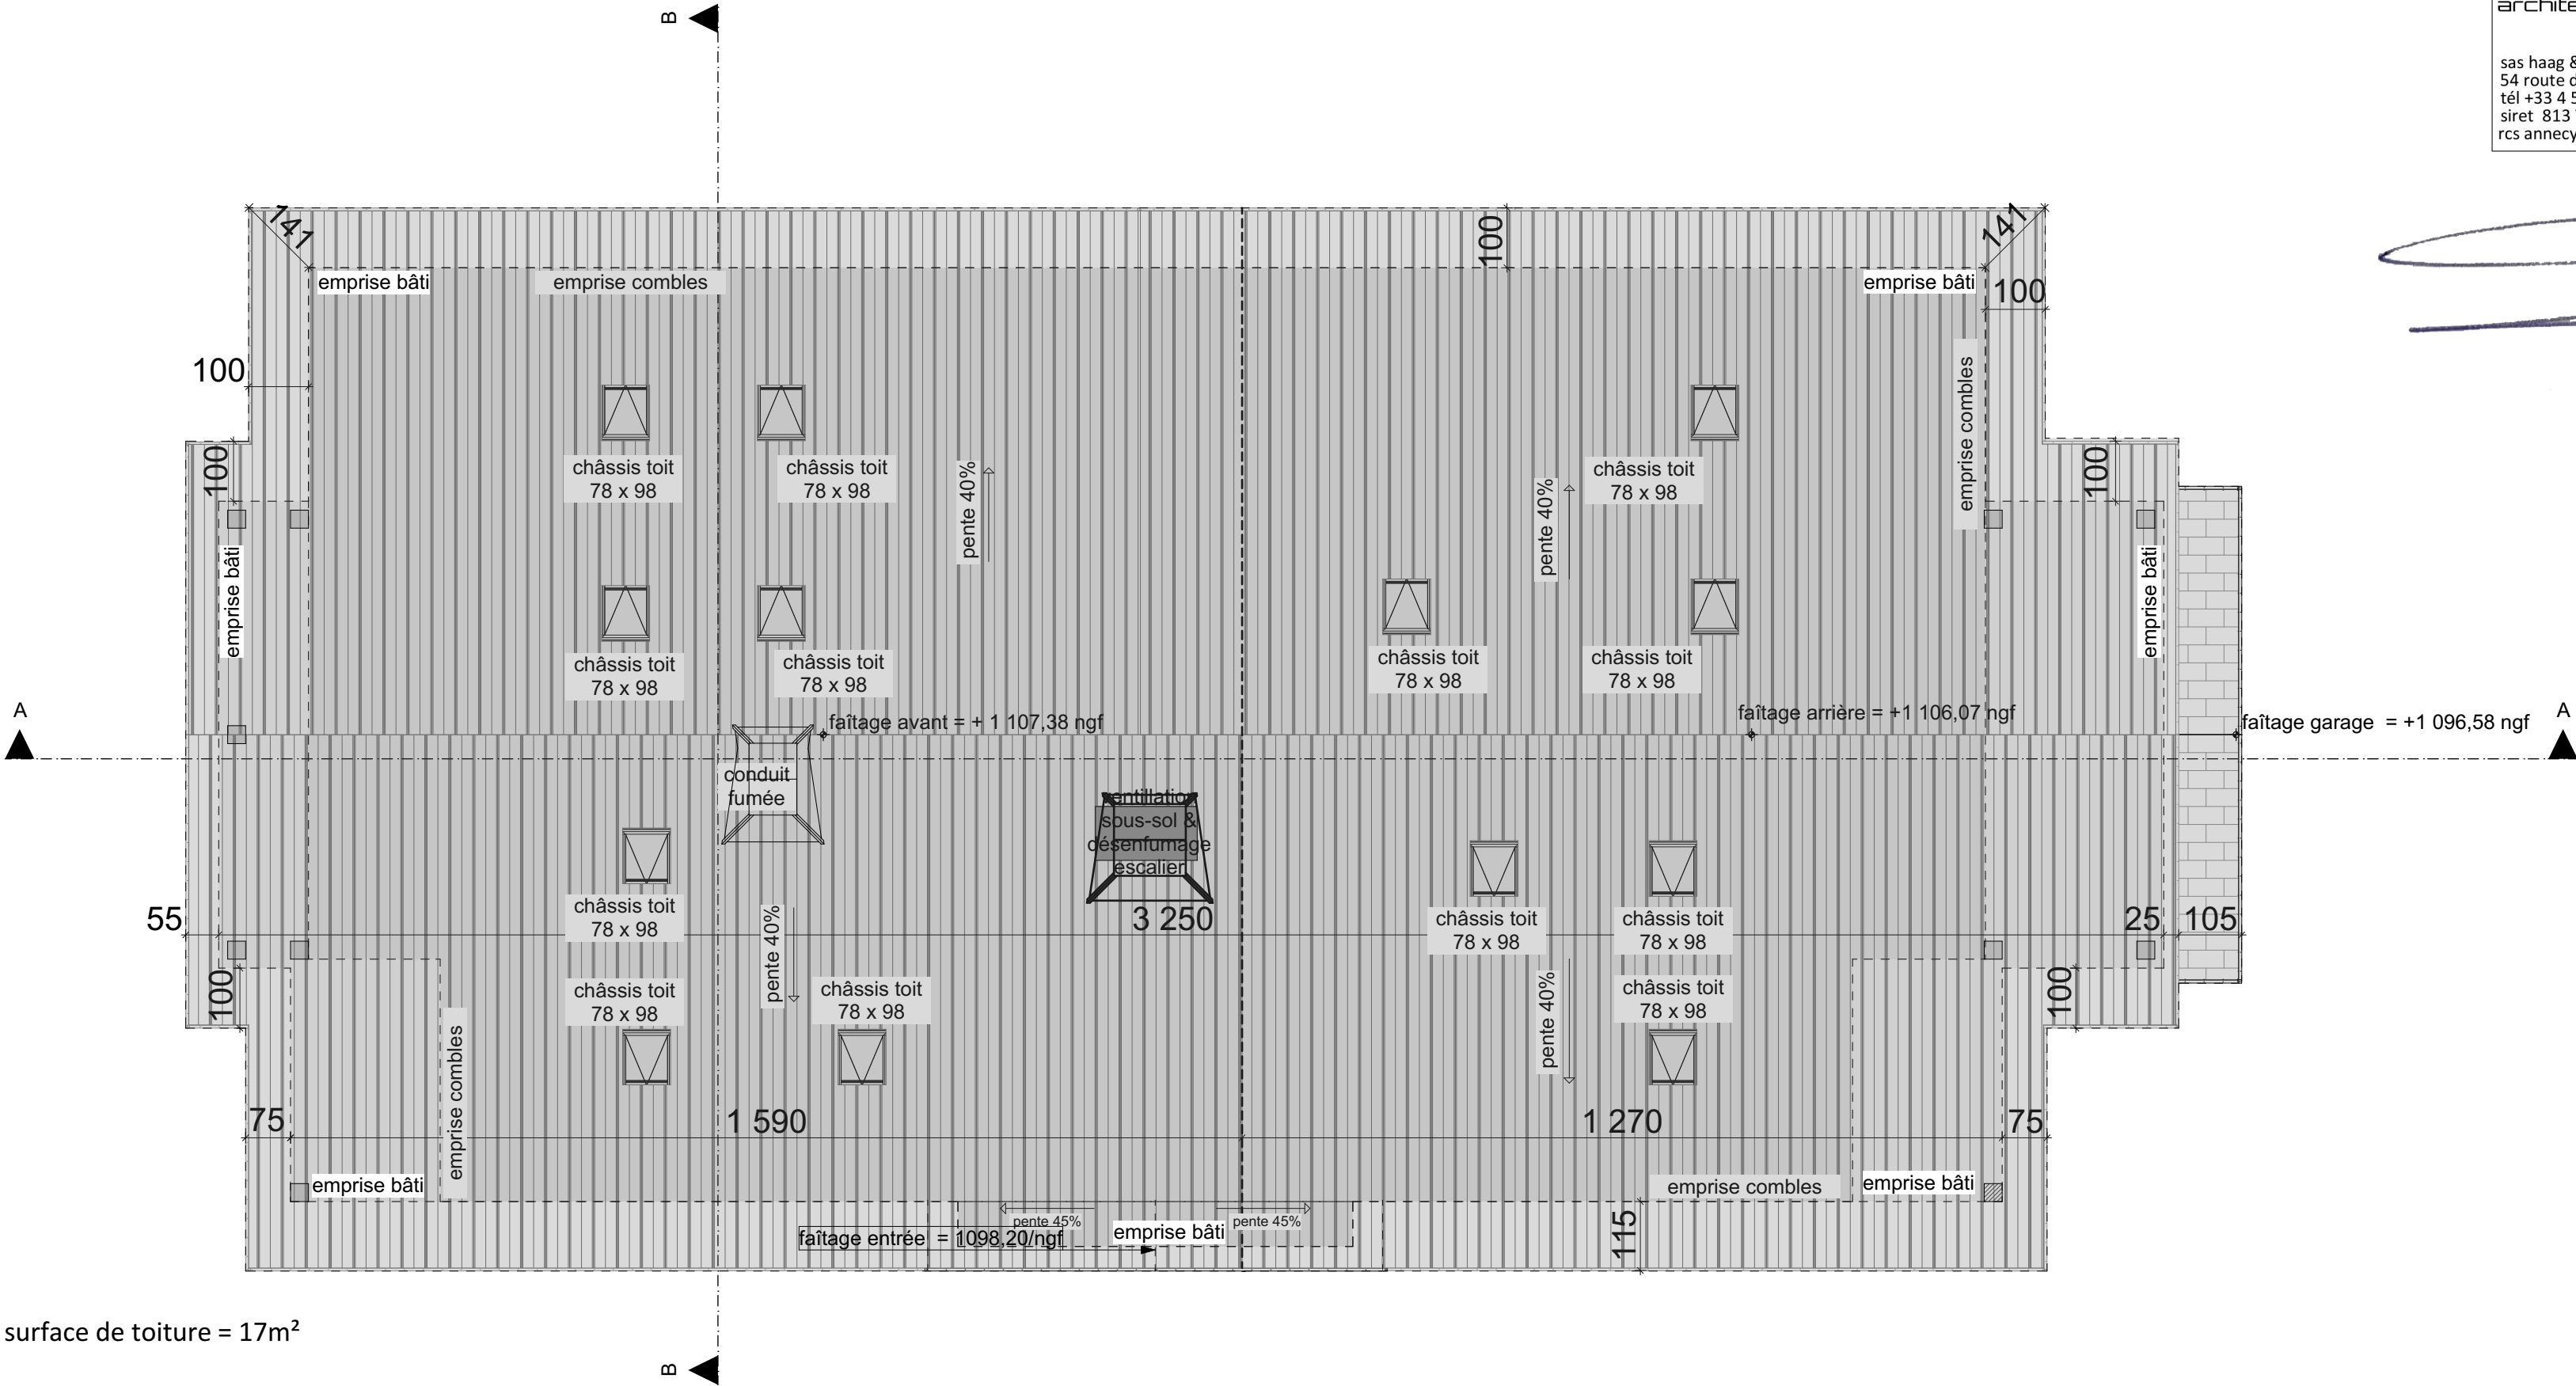 B
archite
sas haag &
54 route d
tél +33 4 5
siret 813
rcs annecy
141
100
141
emprise bâti
emprise combles
emprise bâti
100
100
emprise combles
100
100
châssis toit
78 x 98
châssis toit
78 x 98
pente 40%
pente 40%
châssis toit
78 x 98
emprise bâti
emprise bâti
châssis toit
78 x 98
châssis toit
78 x 98
châssis toit
78 x 98
châssis toit
78 x 98
A
faîtage avant = + 1 107,38 ngf
faîtage arrière = +1 106,07 ngf
faîtage garage = +1 096,58 ngf
A
conduit
fumée
ventillation
sous-sol &
désenfumage
escalier
55
châssis toit
78 x 98
pente 40%
3 250
châssis toit
78 x 98
châssis toit
78 x 98
25
105
100
châssis toit
78 x 98
châssis toit
78 x 98
pente 40%
châssis toit
78 x 98
100
emprise combles
75
1 590
1 270
75
emprise bâti
emprise combles
emprise bâti
pente 45%
pente 45%
faîtage entrée = 1098,20/ngf
emprise bâti
115
surface de toiture = 17m²
B